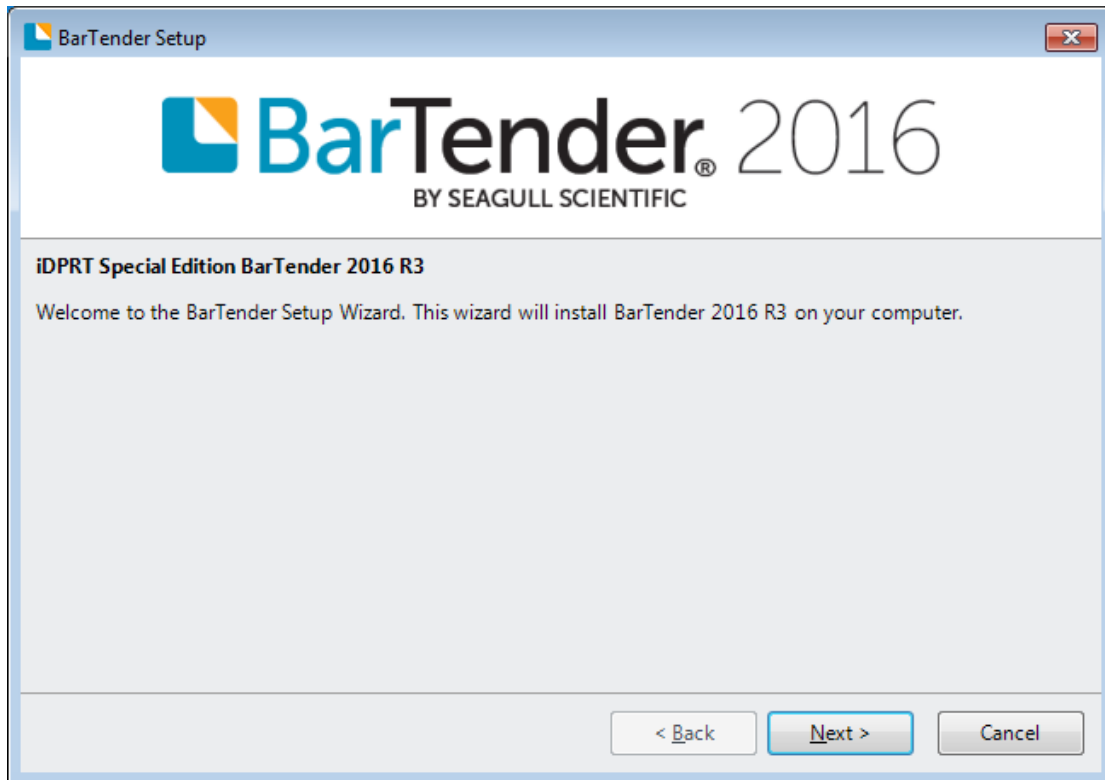 BarTender Setup
BarTender® 2016
BY SEAGULL SCIENTIFIC
iDPRT Special Edition BarTender 2016 R3
Welcome to the BarTender Setup Wizard. This wizard will install BarTender 2016 R3 on your computer.
< Back Next > Cancel